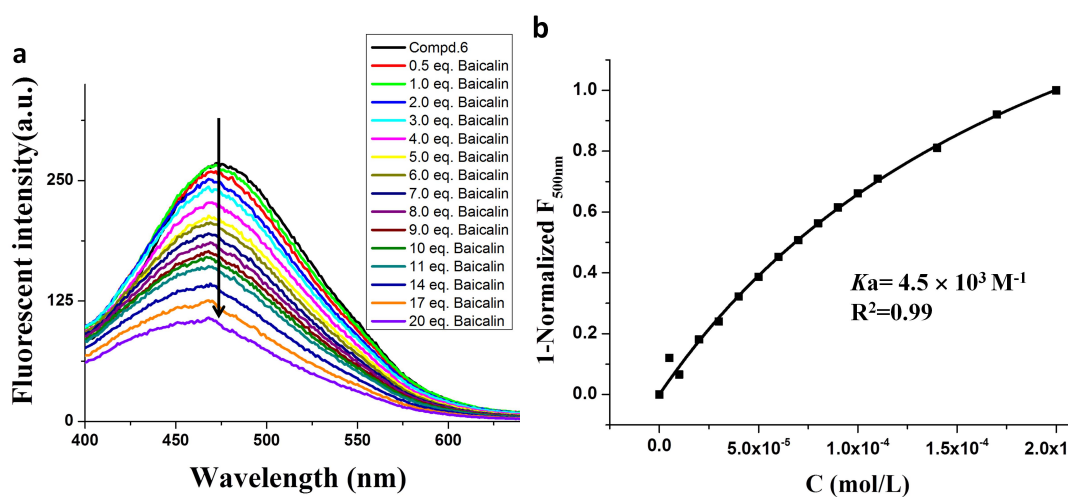 a
Fluorescent intensity(a.u.)
250
125
0
400
450
500
550
600
Wavelength (nm)
Compd.6
0.5 eq. Baicalin
1.0 eq. Baicalin
2.0 eq. Baicalin
3.0 eq. Baicalin
4.0 eq. Baicalin
5.0 eq. Baicalin
6.0 eq. Baicalin
7.0 eq. Baicalin
8.0 eq. Baicalin
9.0 eq. Baicalin
10 eq. Baicalin
11 eq. Baicalin
14 eq. Baicalin
17 eq. Baicalin
20 eq. Baicalin
b
1-Normalized F500nm
1.0
0.8
0.6
0.4
0.2
0.0
Ka= 4.5 × 10³ M⁻¹
R²=0.99
0.0
5.0x10⁻⁵
1.0x10⁻⁴
1.5x10⁻⁴
2.0x1
C (mol/L)